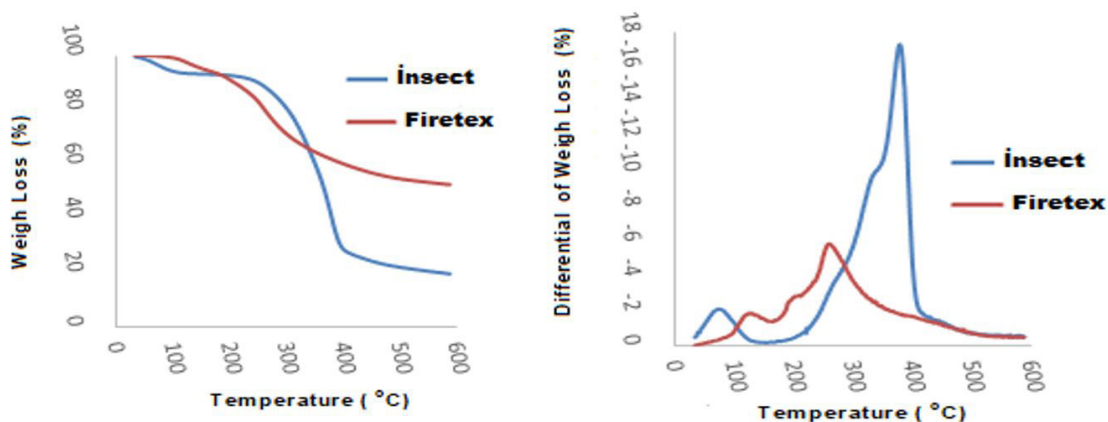 Weigh Loss (%)
100
80
60
40
20
0
İnsect
Firetex
0 100 200 300 400 500 600
Temperature ( °C)
Differential of Weigh Loss (%)
18
-16
-14
-12
-10
-8
-6
-4
-2
0
İnsect
Firetex
0 100 200 300 400 500 600
Temperature ( °C)